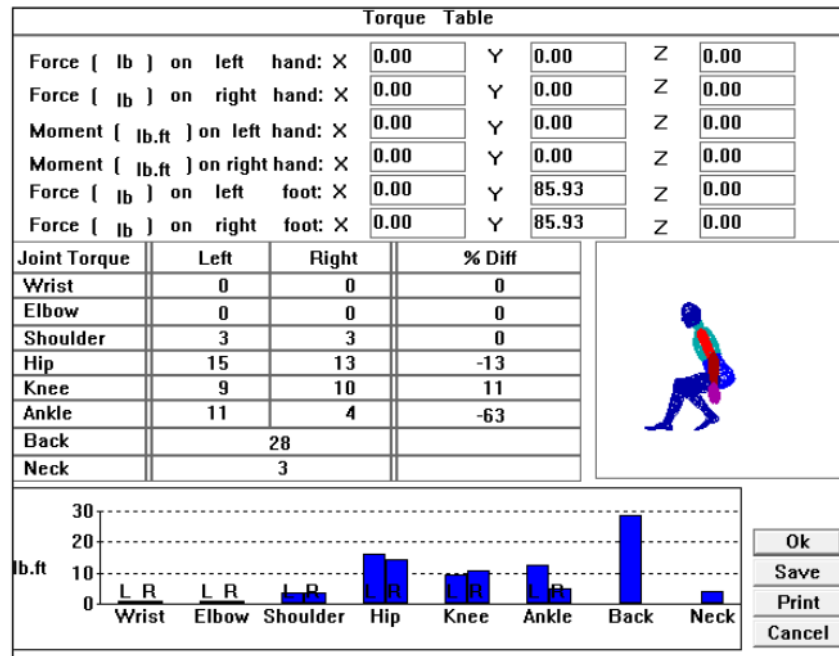 Torque Table
Force ( lb ) on left hand: X 0.00 Y 0.00 Z 0.00
Force ( lb ) on right hand: X 0.00 Y 0.00 Z 0.00
Moment ( lb.ft ) on left hand: X 0.00 Y 0.00 Z 0.00
Moment ( lb.ft ) on right hand: X 0.00 Y 0.00 Z 0.00
Force ( lb ) on left foot: X 0.00 Y 85.93 Z 0.00
Force ( lb ) on right foot: X 0.00 Y 85.93 Z 0.00
Joint Torque Left Right % Diff
Wrist 0 0 0
Elbow 0 0 0
Shoulder 3 3 0
Hip 15 13 -13
Knee 9 10 11
Ankle 11 4 -63
Back 28
Neck 3
30
20
lb.ft
10
0
L R L R L R L R L R L R
Wrist Elbow Shoulder Hip Knee Ankle Back Neck
Ok
Save
Print
Cancel